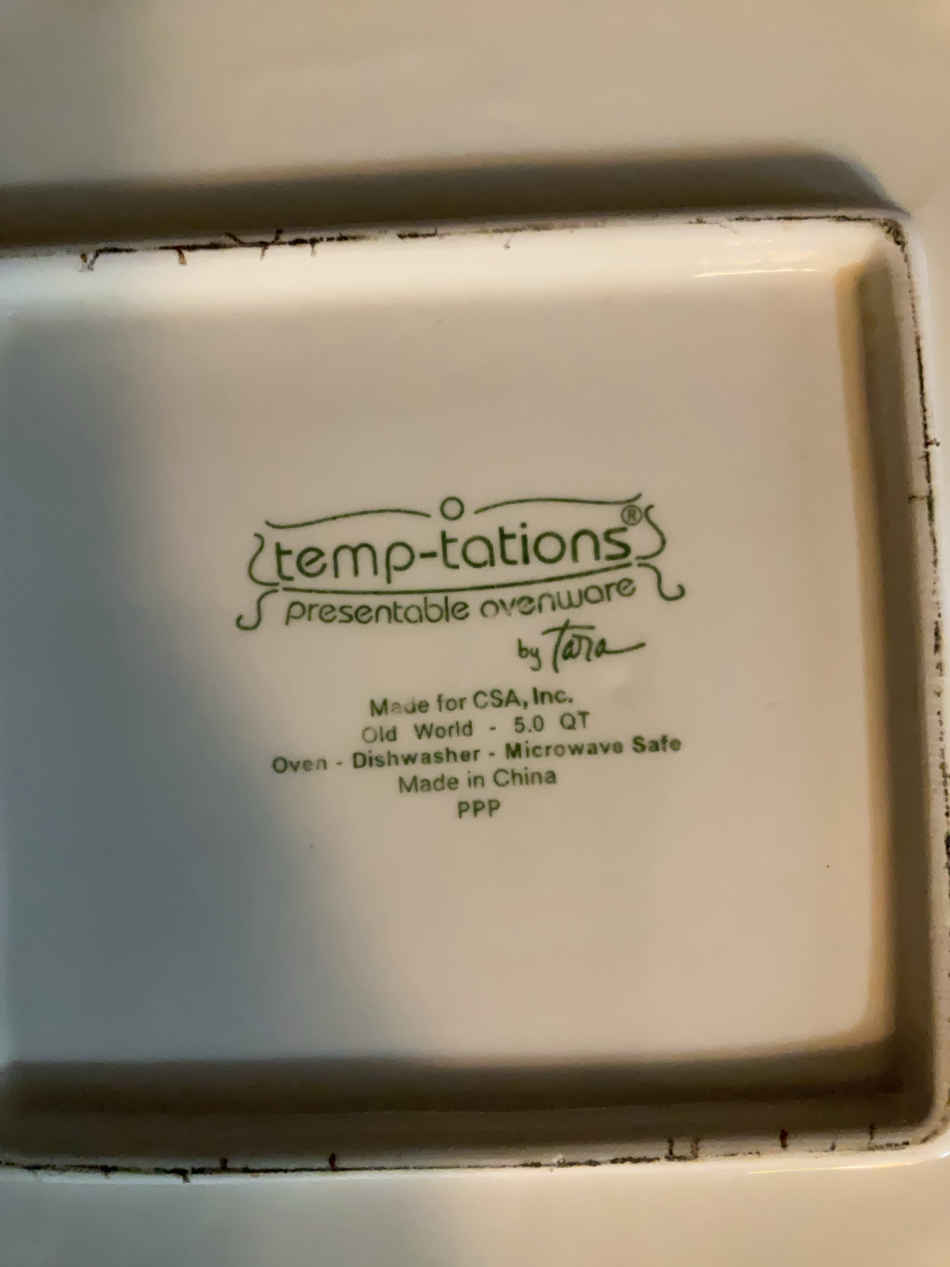 temp-tations®
presentable ovenware
by Tara
Made for CSA, Inc.
Old World - 5.0 QT
Oven - Dishwasher - Microwave Safe
Made in China
PPP